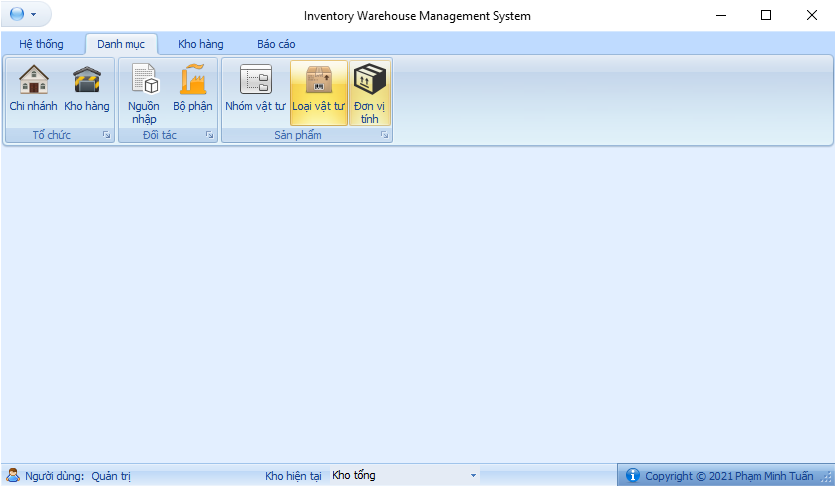 Inventory Warehouse Management System
Hệ thống Danh mục Kho hàng Báo cáo
Chi nhánh Kho hàng Nguồn nhập Bộ phận Nhóm vật tư Loại vật tư Đơn vị tính
Tổ chức Đối tác Sản phẩm
Người dùng: Quản trị Kho hiện tại Kho tổng Copyright © 2021 Phạm Minh Tuấn